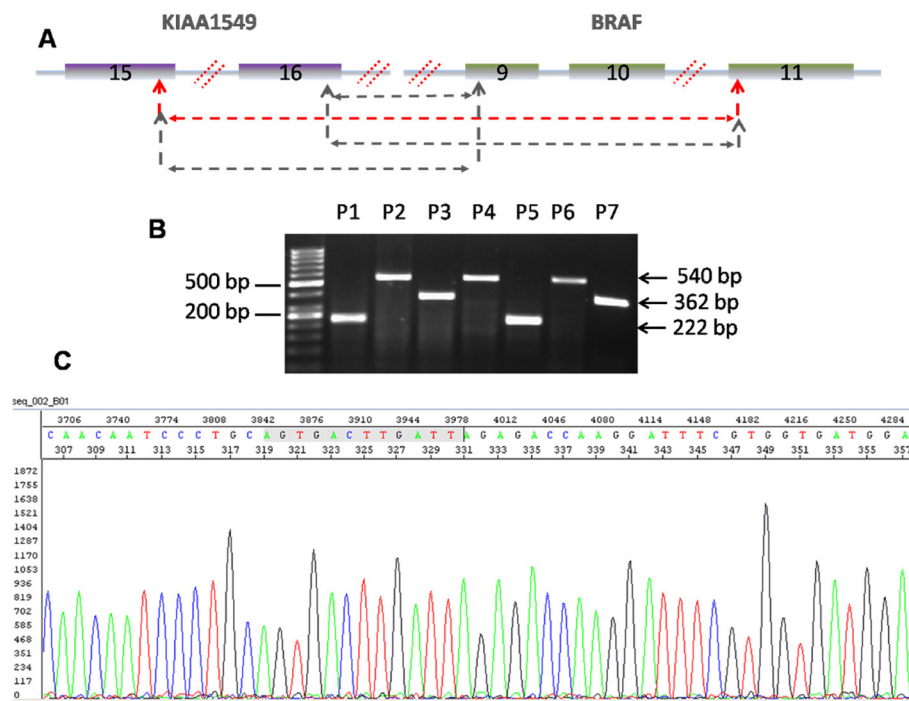 KIAA1549 BRAF
A
15 16 9 10 11
P1 P2 P3 P4 P5 P6 P7
B
500 bp 540 bp
200 bp 362 bp
222 bp
C
seq_002_B01
3706 3740 3774 3808 3842 3876 3910 3944 3978 4012 4046 4080 4114 4148 4182 4216 4250 4284
C A A C A A T C C C T G C A G T G A C T T G A T T A G A G A C C A A G G A T T T C G T G G T G A T G G A
307 309 311 313 315 317 319 321 323 325 327 329 331 333 335 337 339 341 343 345 347 349 351 353 355 357
1872
1755
1638
1521
1404
1287
1170
1053
936
819
702
585
468
351
234
117
0